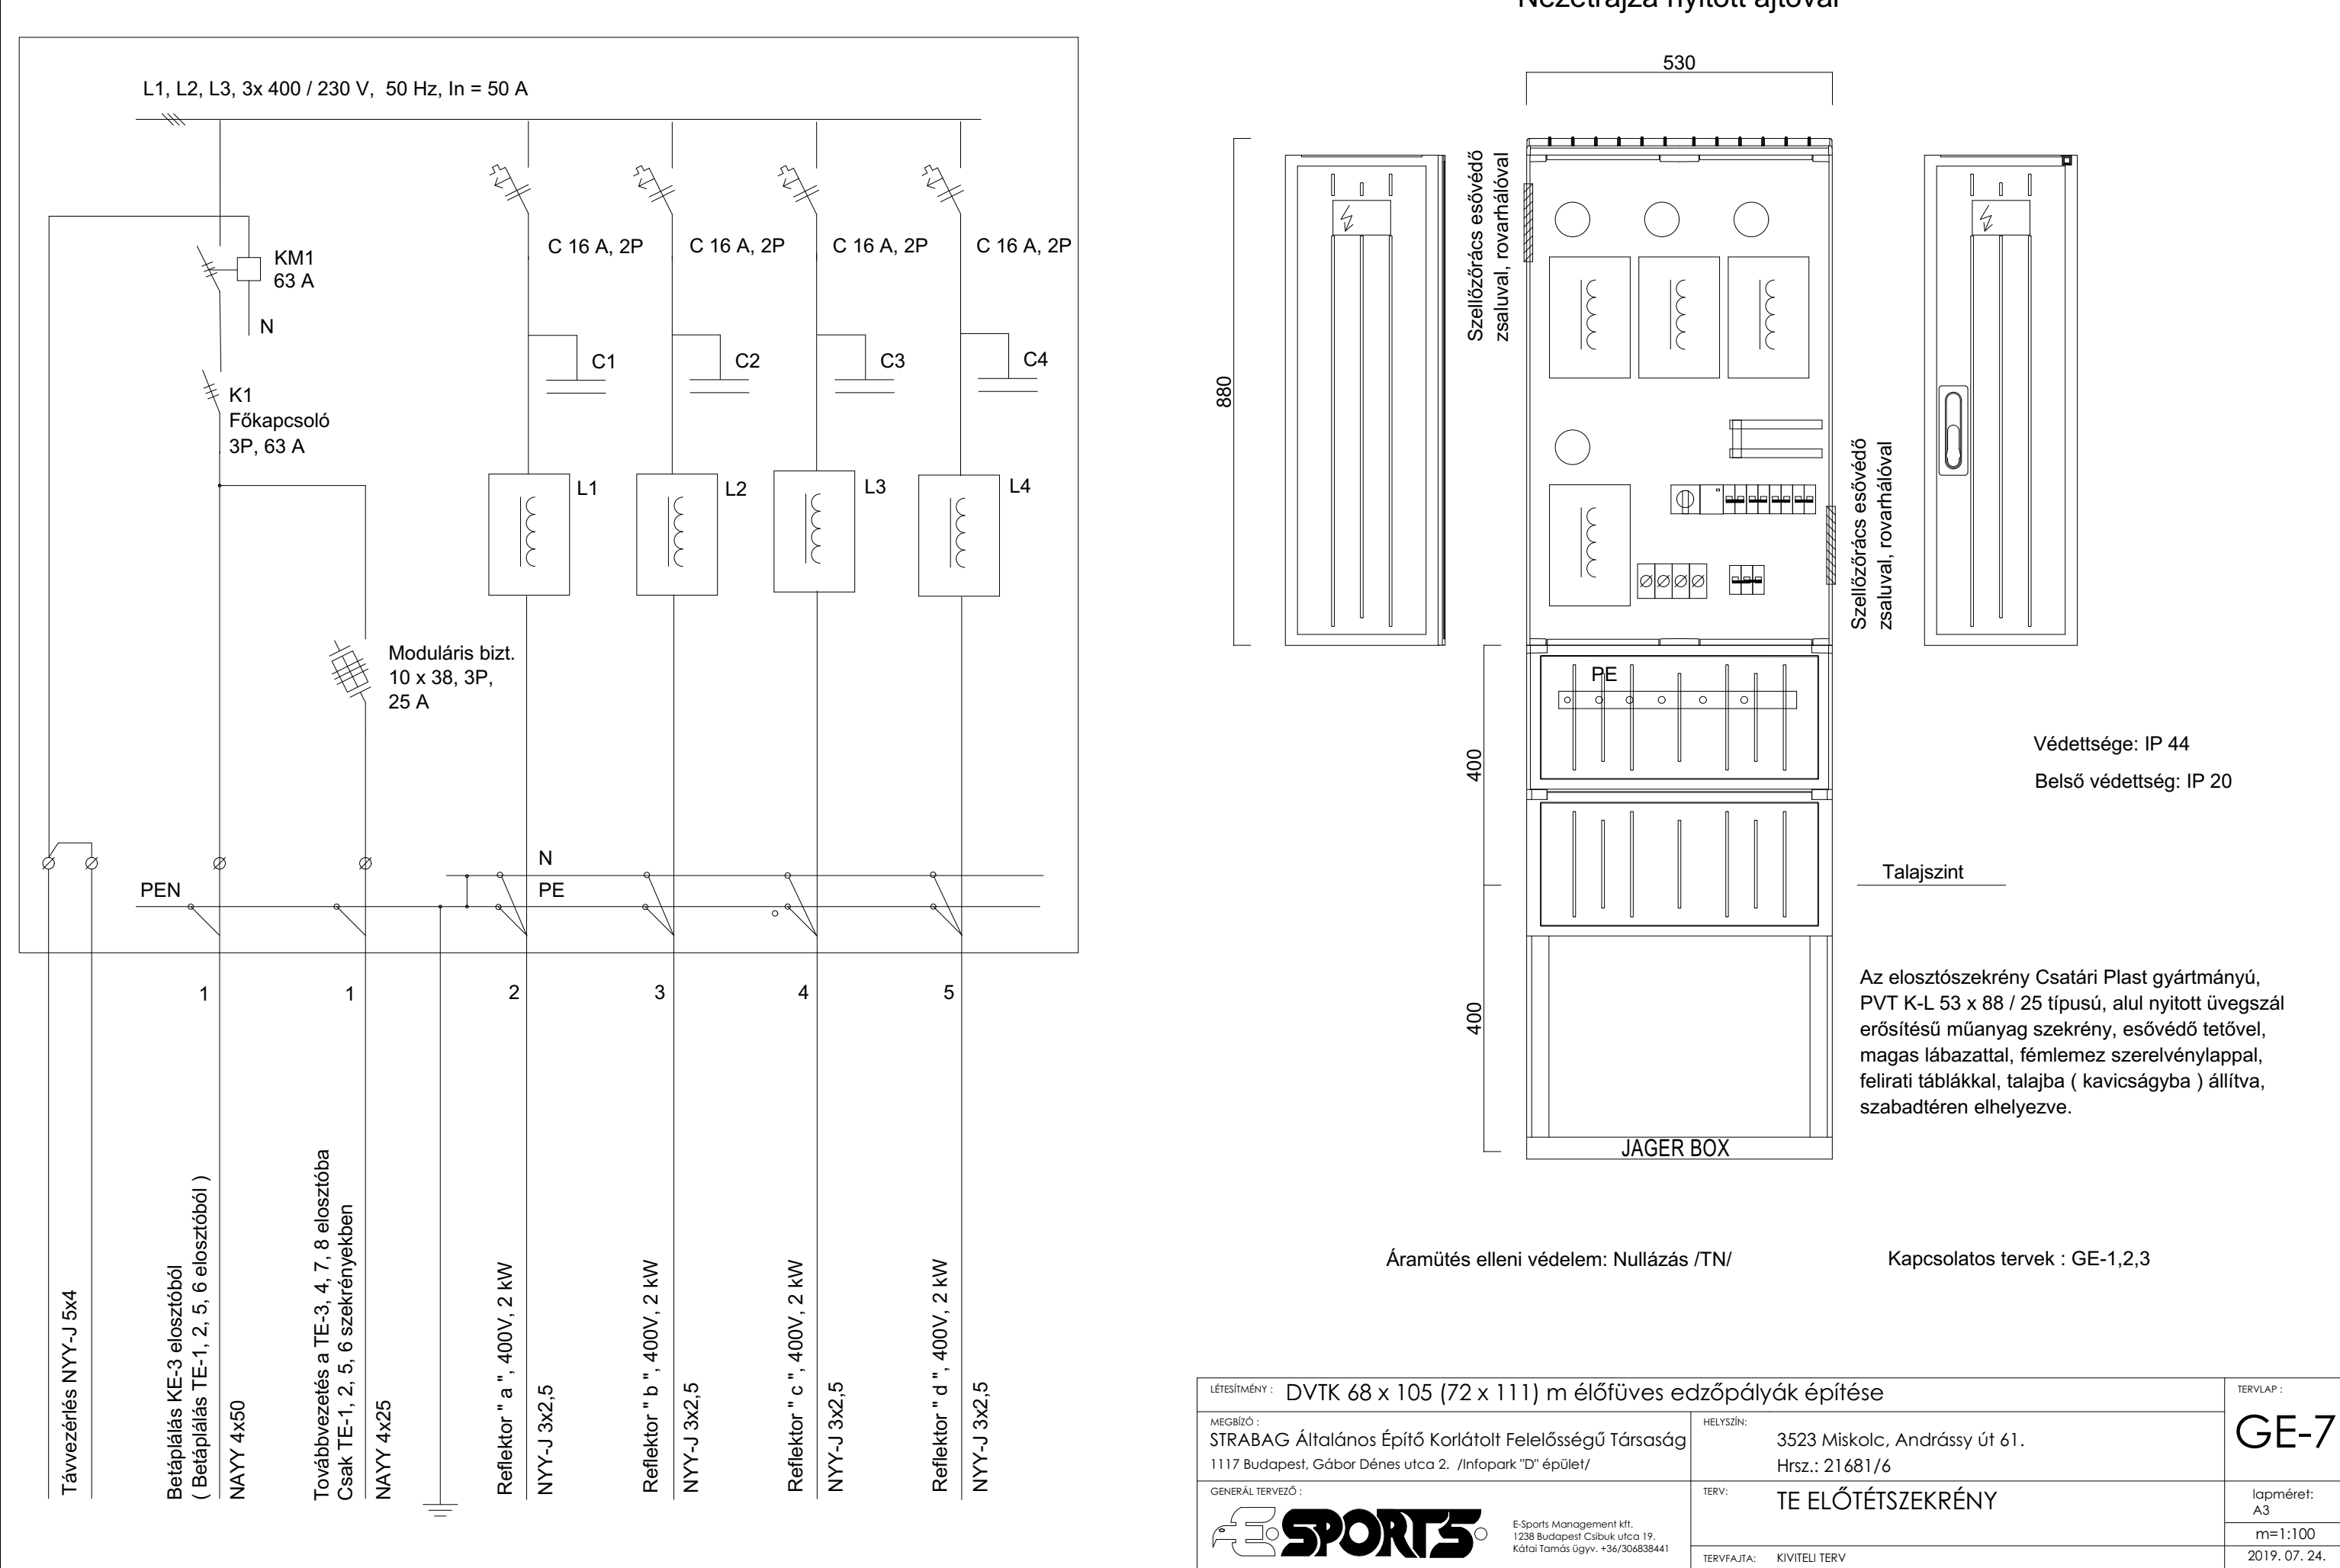 Nézetrajza nyitott ajtóval
L1, L2, L3, 3x 400 / 230 V, 50 Hz, In = 50 A
KM1
63 A
N
K1
Főkapcsoló
3P, 63 A
C 16 A, 2P
C 16 A, 2P
C 16 A, 2P
C 16 A, 2P
C1
C2
C3
C4
L1
L2
L3
L4
Moduláris bizt.
10 x 38, 3P,
25 A
PEN
N
PE
1
1
2
3
4
5
Távvezérlés NYY-J 5x4
Betáplálás KE-3 elosztóból
( Betáplálás TE-1, 2, 5, 6 elosztóból )
NAYY 4x50
Továbbvezetés a TE-3, 4, 7, 8 elosztóba
Csak TE-1, 2, 5, 6 szekrényekben
NAYY 4x25
Reflektor " a ", 400V, 2 kW
NYY-J 3x2,5
Reflektor " b ", 400V, 2 kW
NYY-J 3x2,5
Reflektor " c ", 400V, 2 kW
NYY-J 3x2,5
Reflektor " d ", 400V, 2 kW
NYY-J 3x2,5
530
880
Szellőzőrács esővédő
zsaluval, rovarhálóval
Szellőzőrács esővédő
zsaluval, rovarhálóval
PE
400
400
JAGER BOX
Védettsége: IP 44
Belső védettség: IP 20
Talajszint
Az elosztószekrény Csatári Plast gyártmányú,
PVT K-L 53 x 88 / 25 típusú, alul nyitott üvegszál
erősítésű műanyag szekrény, esővédő tetővel,
magas lábazattal, fémlemez szerelvénylappal,
felirati táblákkal, talajba ( kavicságyba ) állítva,
szabadtéren elhelyezve.
Áramütés elleni védelem: Nullázás /TN/
Kapcsolatos tervek : GE-1,2,3
LÉTESÍTMÉNY : DVTK 68 x 105 (72 x 111) m élőfüves edzőpályák építése
TERVLAP :
GE-7
MEGBÍZÓ :
STRABAG Általános Építő Korlátolt Felelősségű Társaság
1117 Budapest, Gábor Dénes utca 2. /Infopark "D" épület/
HELYSZÍN:
3523 Miskolc, Andrássy út 61.
Hrsz.: 21681/6
GENERÁL TERVEZŐ :
E-SPORTS
E-Sports Management kft.
1238 Budapest Csibuk utca 19.
Kátai Tamás ügyv. +36/306838441
TERV: TE ELŐTÉTSZEKRÉNY
TERVFAJTA: KIVITELI TERV
lapméret:
A3
m=1:100
2019. 07. 24.